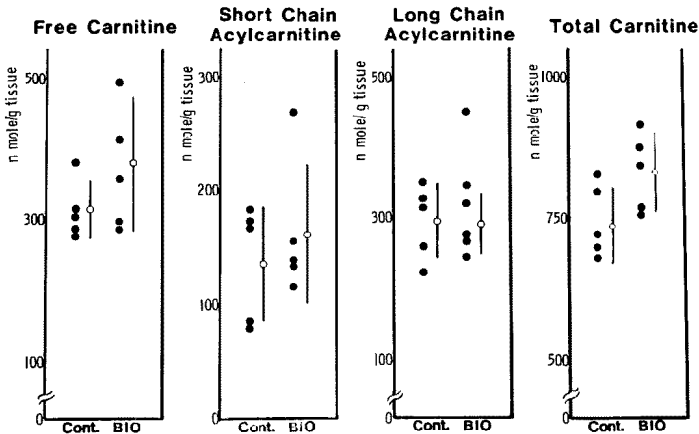 Free Carnitine
n mole/g tissue
500
300
100
0
Cont. BIO
Short Chain
Acylcarnitine
n mole/g tissue
300
200
100
0
Cont. BIO
Long Chain
Acylcarnitine
n mole/ g tissue
500
300
100
0
Cont. BIO
Total Carnitine
n mole/g tissue
1000
750
500
0
Cont. BIO